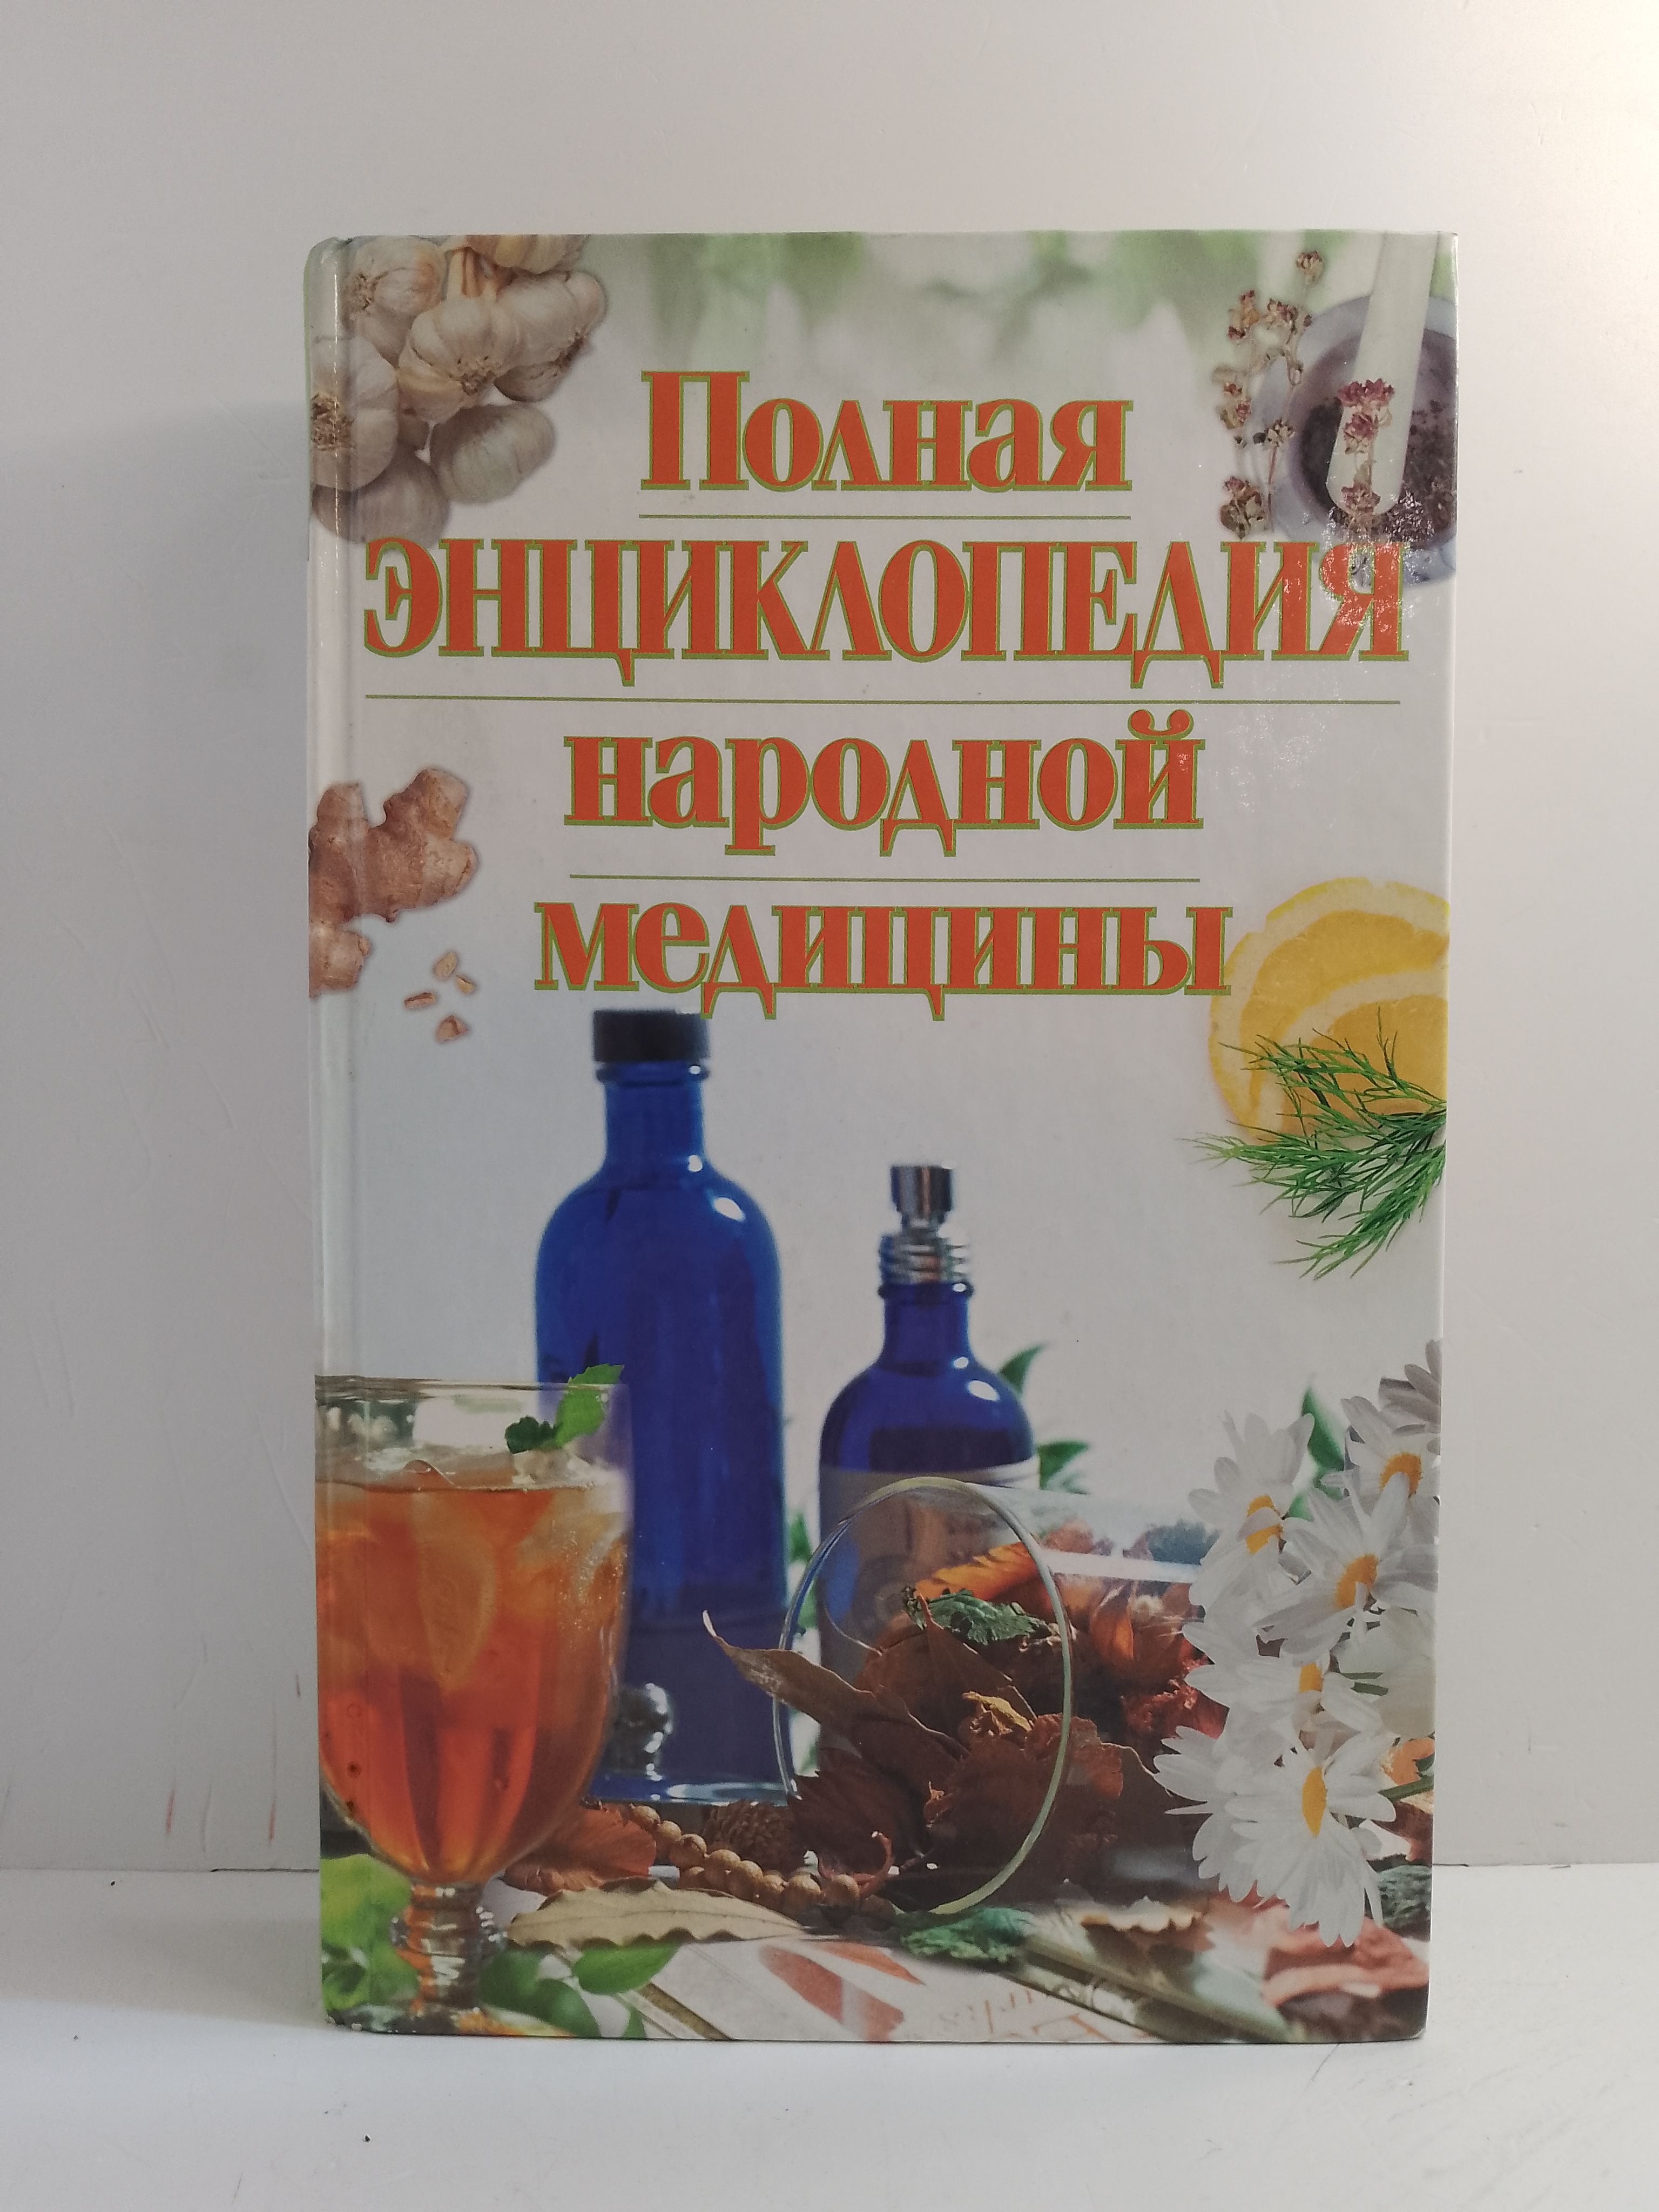 Полная
ЭНЦИКЛОПЕДИЯ
народной
медицины